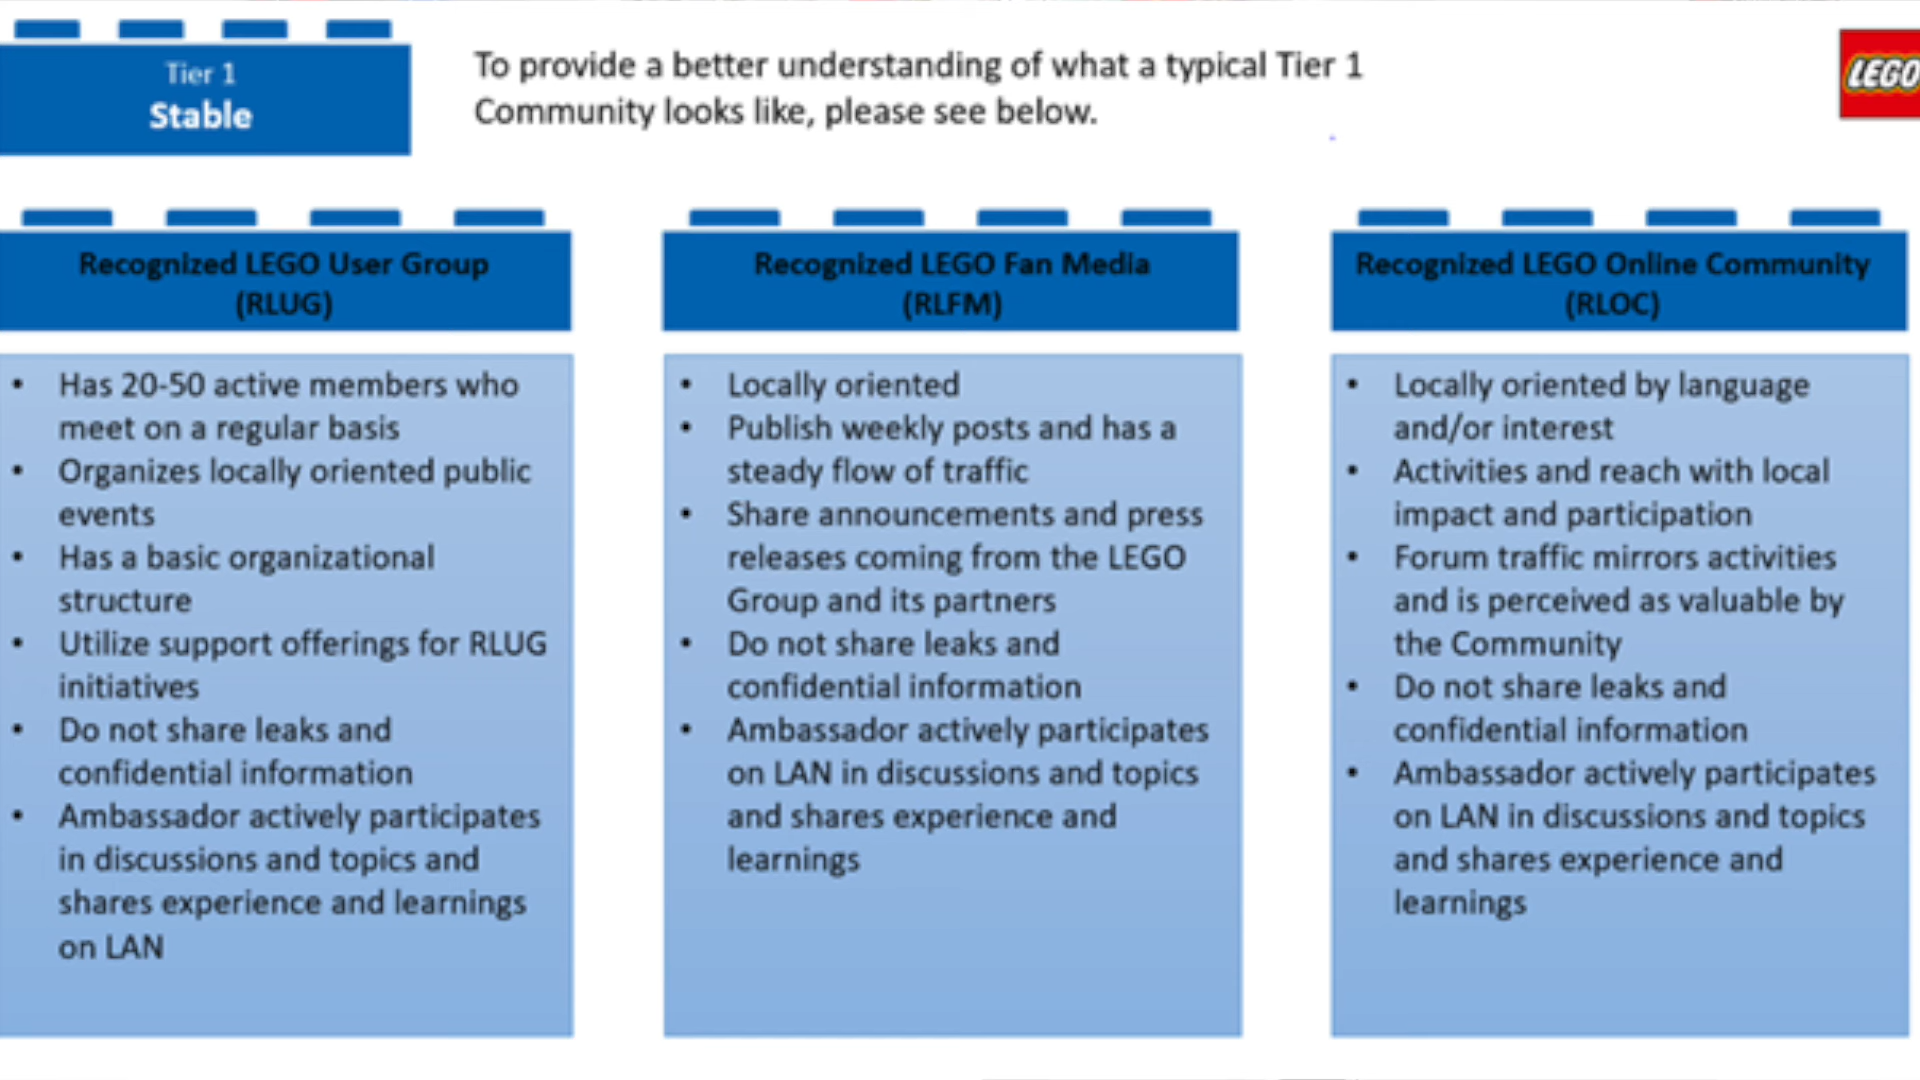 Tier 1
Stable
To provide a better understanding of what a typical Tier 1
Community looks like, please see below.
LEGO
Recognized LEGO User Group
(RLUG)
• Has 20-50 active members who
meet on a regular basis
• Organizes locally oriented public
events
• Has a basic organizational
structure
• Utilize support offerings for RLUG
initiatives
• Do not share leaks and
confidential information
• Ambassador actively participates
in discussions and topics and
shares experience and learnings
on LAN
Recognized LEGO Fan Media
(RLFM)
• Locally oriented
• Publish weekly posts and has a
steady flow of traffic
• Share announcements and press
releases coming from the LEGO
Group and its partners
• Do not share leaks and
confidential information
• Ambassador actively participates
on LAN in discussions and topics
and shares experience and
learnings
Recognized LEGO Online Community
(RLOC)
• Locally oriented by language
and/or interest
• Activities and reach with local
impact and participation
• Forum traffic mirrors activities
and is perceived as valuable by
the Community
• Do not share leaks and
confidential information
• Ambassador actively participates
on LAN in discussions and topics
and shares experience and
learnings